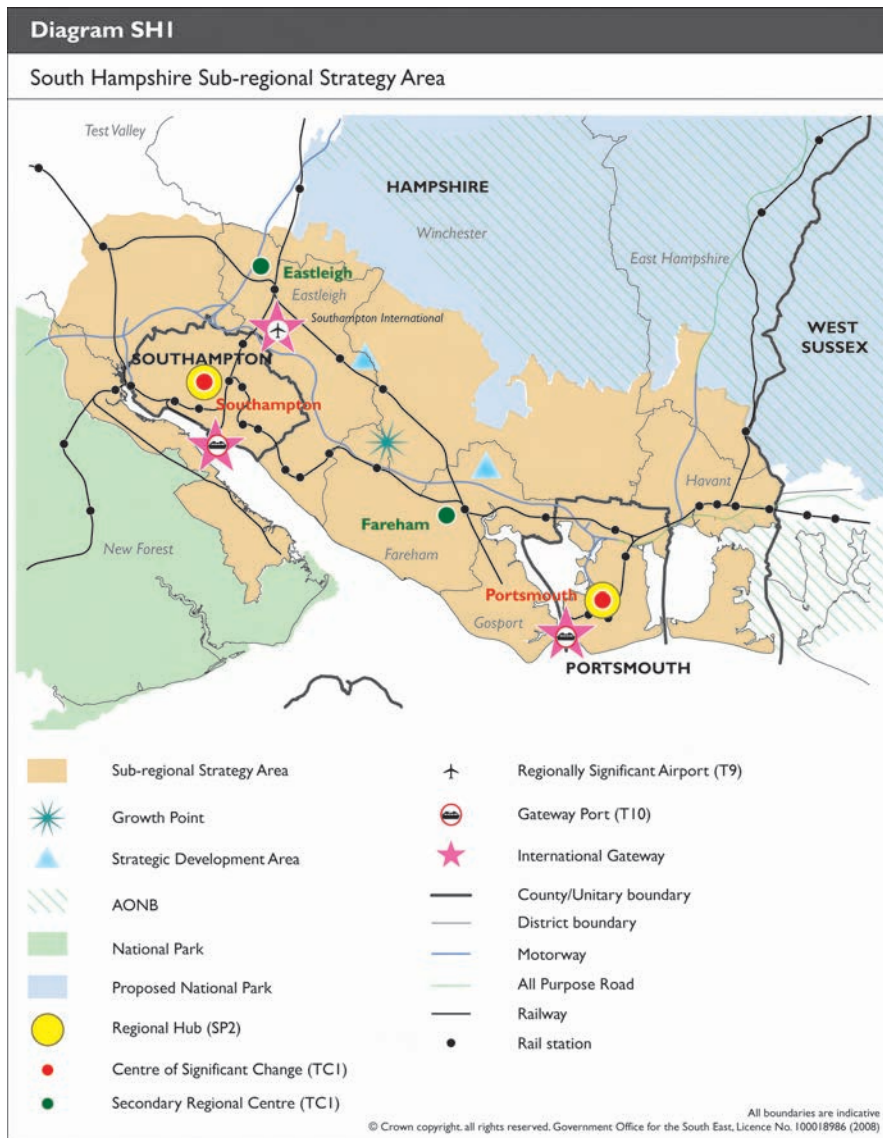 Diagram SH1
South Hampshire Sub-regional Strategy Area
Test Valley
HAMPSHIRE
Winchester
East Hampshire
Eastleigh
Eastleigh
Southampton International
WEST
SUSSEX
SOUTHAMPTON
Southampton
Havant
Fareham
Fareham
New Forest
Portsmouth
Gosport
PORTSMOUTH
Sub-regional Strategy Area
Growth Point
Strategic Development Area
AONB
National Park
Proposed National Park
Regional Hub (SP2)
Centre of Significant Change (TC1)
Secondary Regional Centre (TC1)
Regionally Significant Airport (T9)
Gateway Port (T10)
International Gateway
County/Unitary boundary
District boundary
Motorway
All Purpose Road
Railway
Rail station
All boundaries are indicative
© Crown copyright. all rights reserved. Government Office for the South East, Licence No. 100018986 (2008)